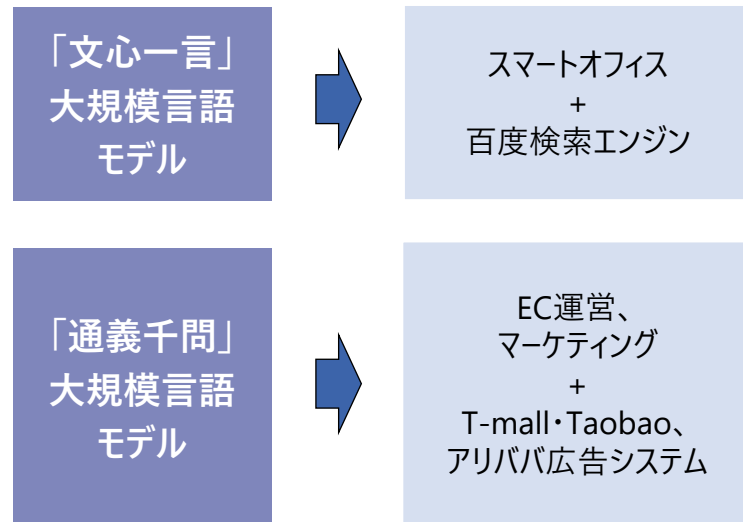 「文心一言」
大規模言語
モデル
スマートオフィス
+
百度検索エンジン
「通義千問」
大規模言語
モデル
EC運営、
マーケティング
+
T-mall・Taobao、
アリババ広告システム